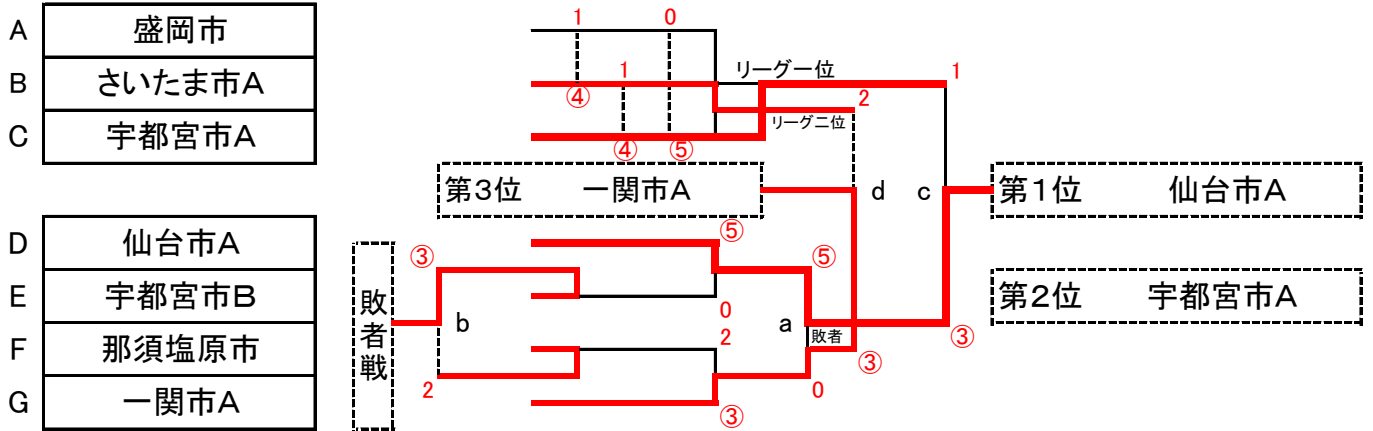 A 盛岡市
B さいたま市A
C 宇都宮市A
1 0
1
④
④ ⑤
リーグ一位
リーグ二位
1
2
第3位 一関市A
d c
第1位 仙台市A
第2位 宇都宮市A
D 仙台市A
E 宇都宮市B
F 那須塩原市
G 一関市A
敗者戦
③
b
2
⑤
0
2
③
⑤
a
敗者
0
③
③